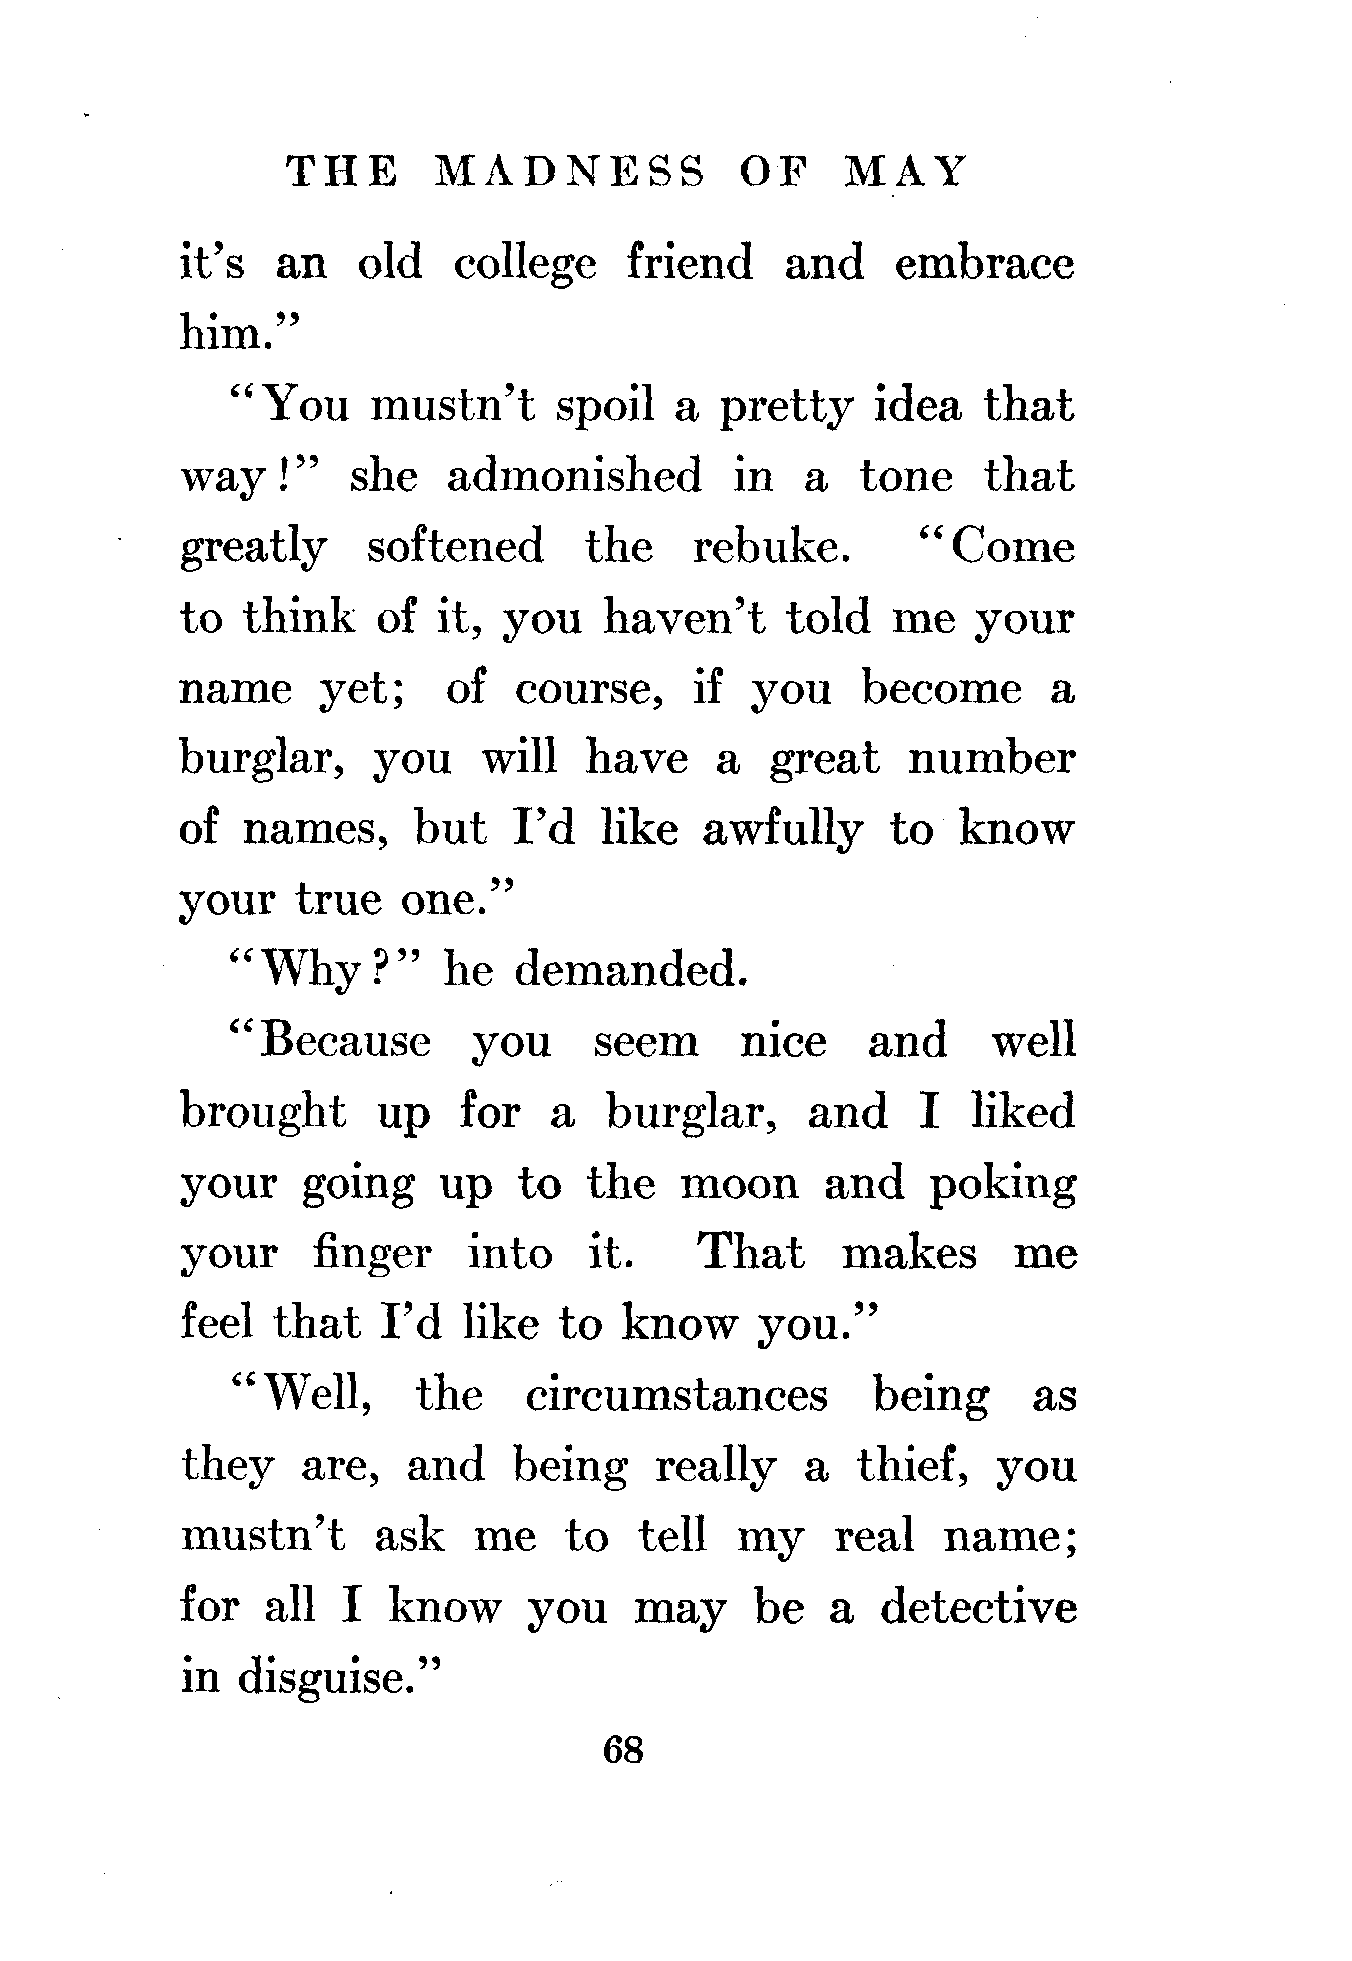 THE MADNESS OF MAY
it's an old college friend and embrace
him."
"You mustn't spoil a pretty idea that
way!" she admonished in a tone that
greatly softened the rebuke. "Come
to think of it, you haven't told me your
name yet; of course, if you become a
burglar, you will have a great number
of names, but I'd like awfully to know
your true one."
"Why?" he demanded.
"Because you seem nice and well
brought up for a burglar, and I liked
your going up to the moon and poking
your finger into it. That makes me
feel that I'd like to know you."
"Well, the circumstances being as
they are, and being really a thief, you
mustn't ask me to tell my real name;
for all I know you may be a detective
in disguise."
68